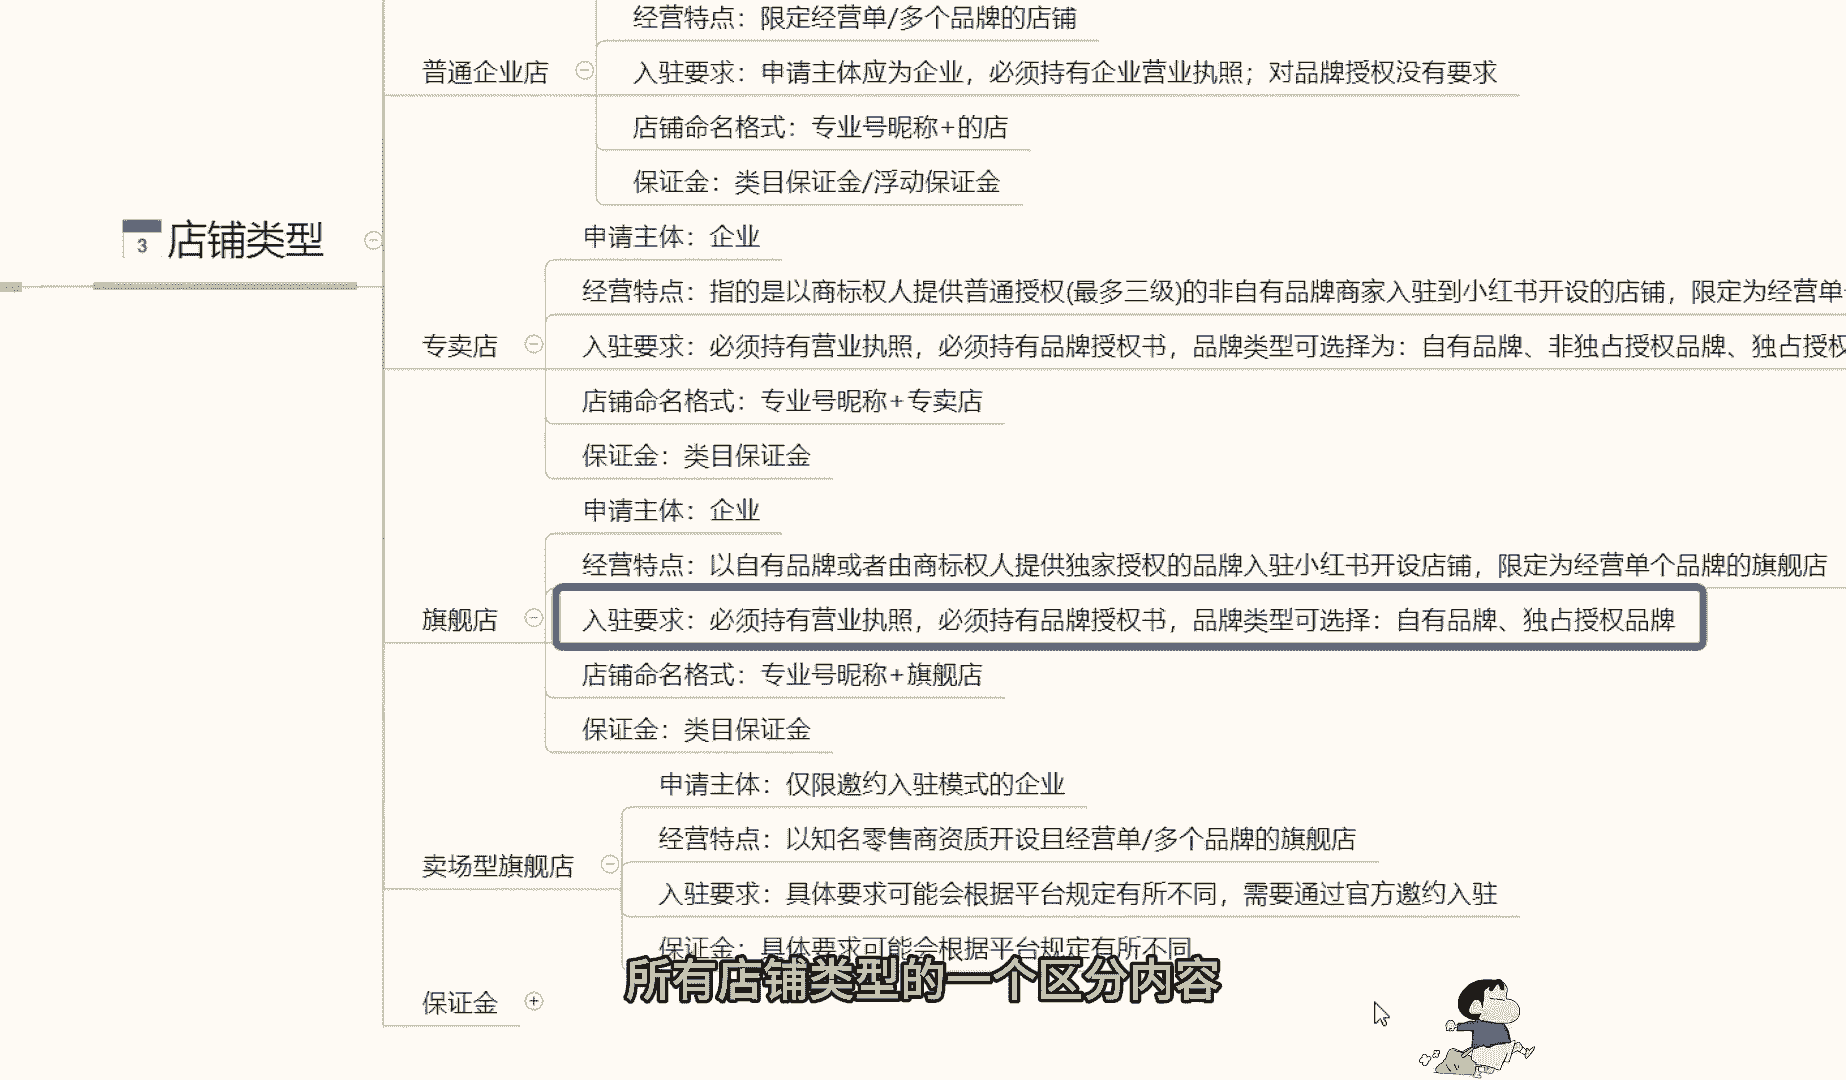 经营特点：限定经营单/多个品牌的店铺
普通企业店
入驻要求：申请主体应为企业，必须持有企业营业执照；对品牌授权没有要求
店铺命名格式：专业号昵称+的店
保证金：类目保证金/浮动保证金
3 店铺类型
申请主体：企业
经营特点：指的是以商标权人提供普通授权(最多三级)的非自有品牌商家入驻到小红书开设的店铺，限定为经营单
专卖店
入驻要求：必须持有营业执照，必须持有品牌授权书，品牌类型可选择为：自有品牌、非独占授权品牌、独占授权
店铺命名格式：专业号昵称+专卖店
保证金：类目保证金
申请主体：企业
经营特点：以自有品牌或者由商标权人提供独家授权的品牌入驻小红书开设店铺，限定为经营单个品牌的旗舰店
旗舰店
入驻要求：必须持有营业执照，必须持有品牌授权书，品牌类型可选择：自有品牌、独占授权品牌
店铺命名格式：专业号昵称+旗舰店
保证金：类目保证金
申请主体：仅限邀约入驻模式的企业
经营特点：以知名零售商资质开设且经营单/多个品牌的旗舰店
卖场型旗舰店
入驻要求：具体要求可能会根据平台规定有所不同，需要通过官方邀约入驻
保证金：具体要求可能会根据平台规定有所不同
所有店铺类型的一个区分内容
保证金